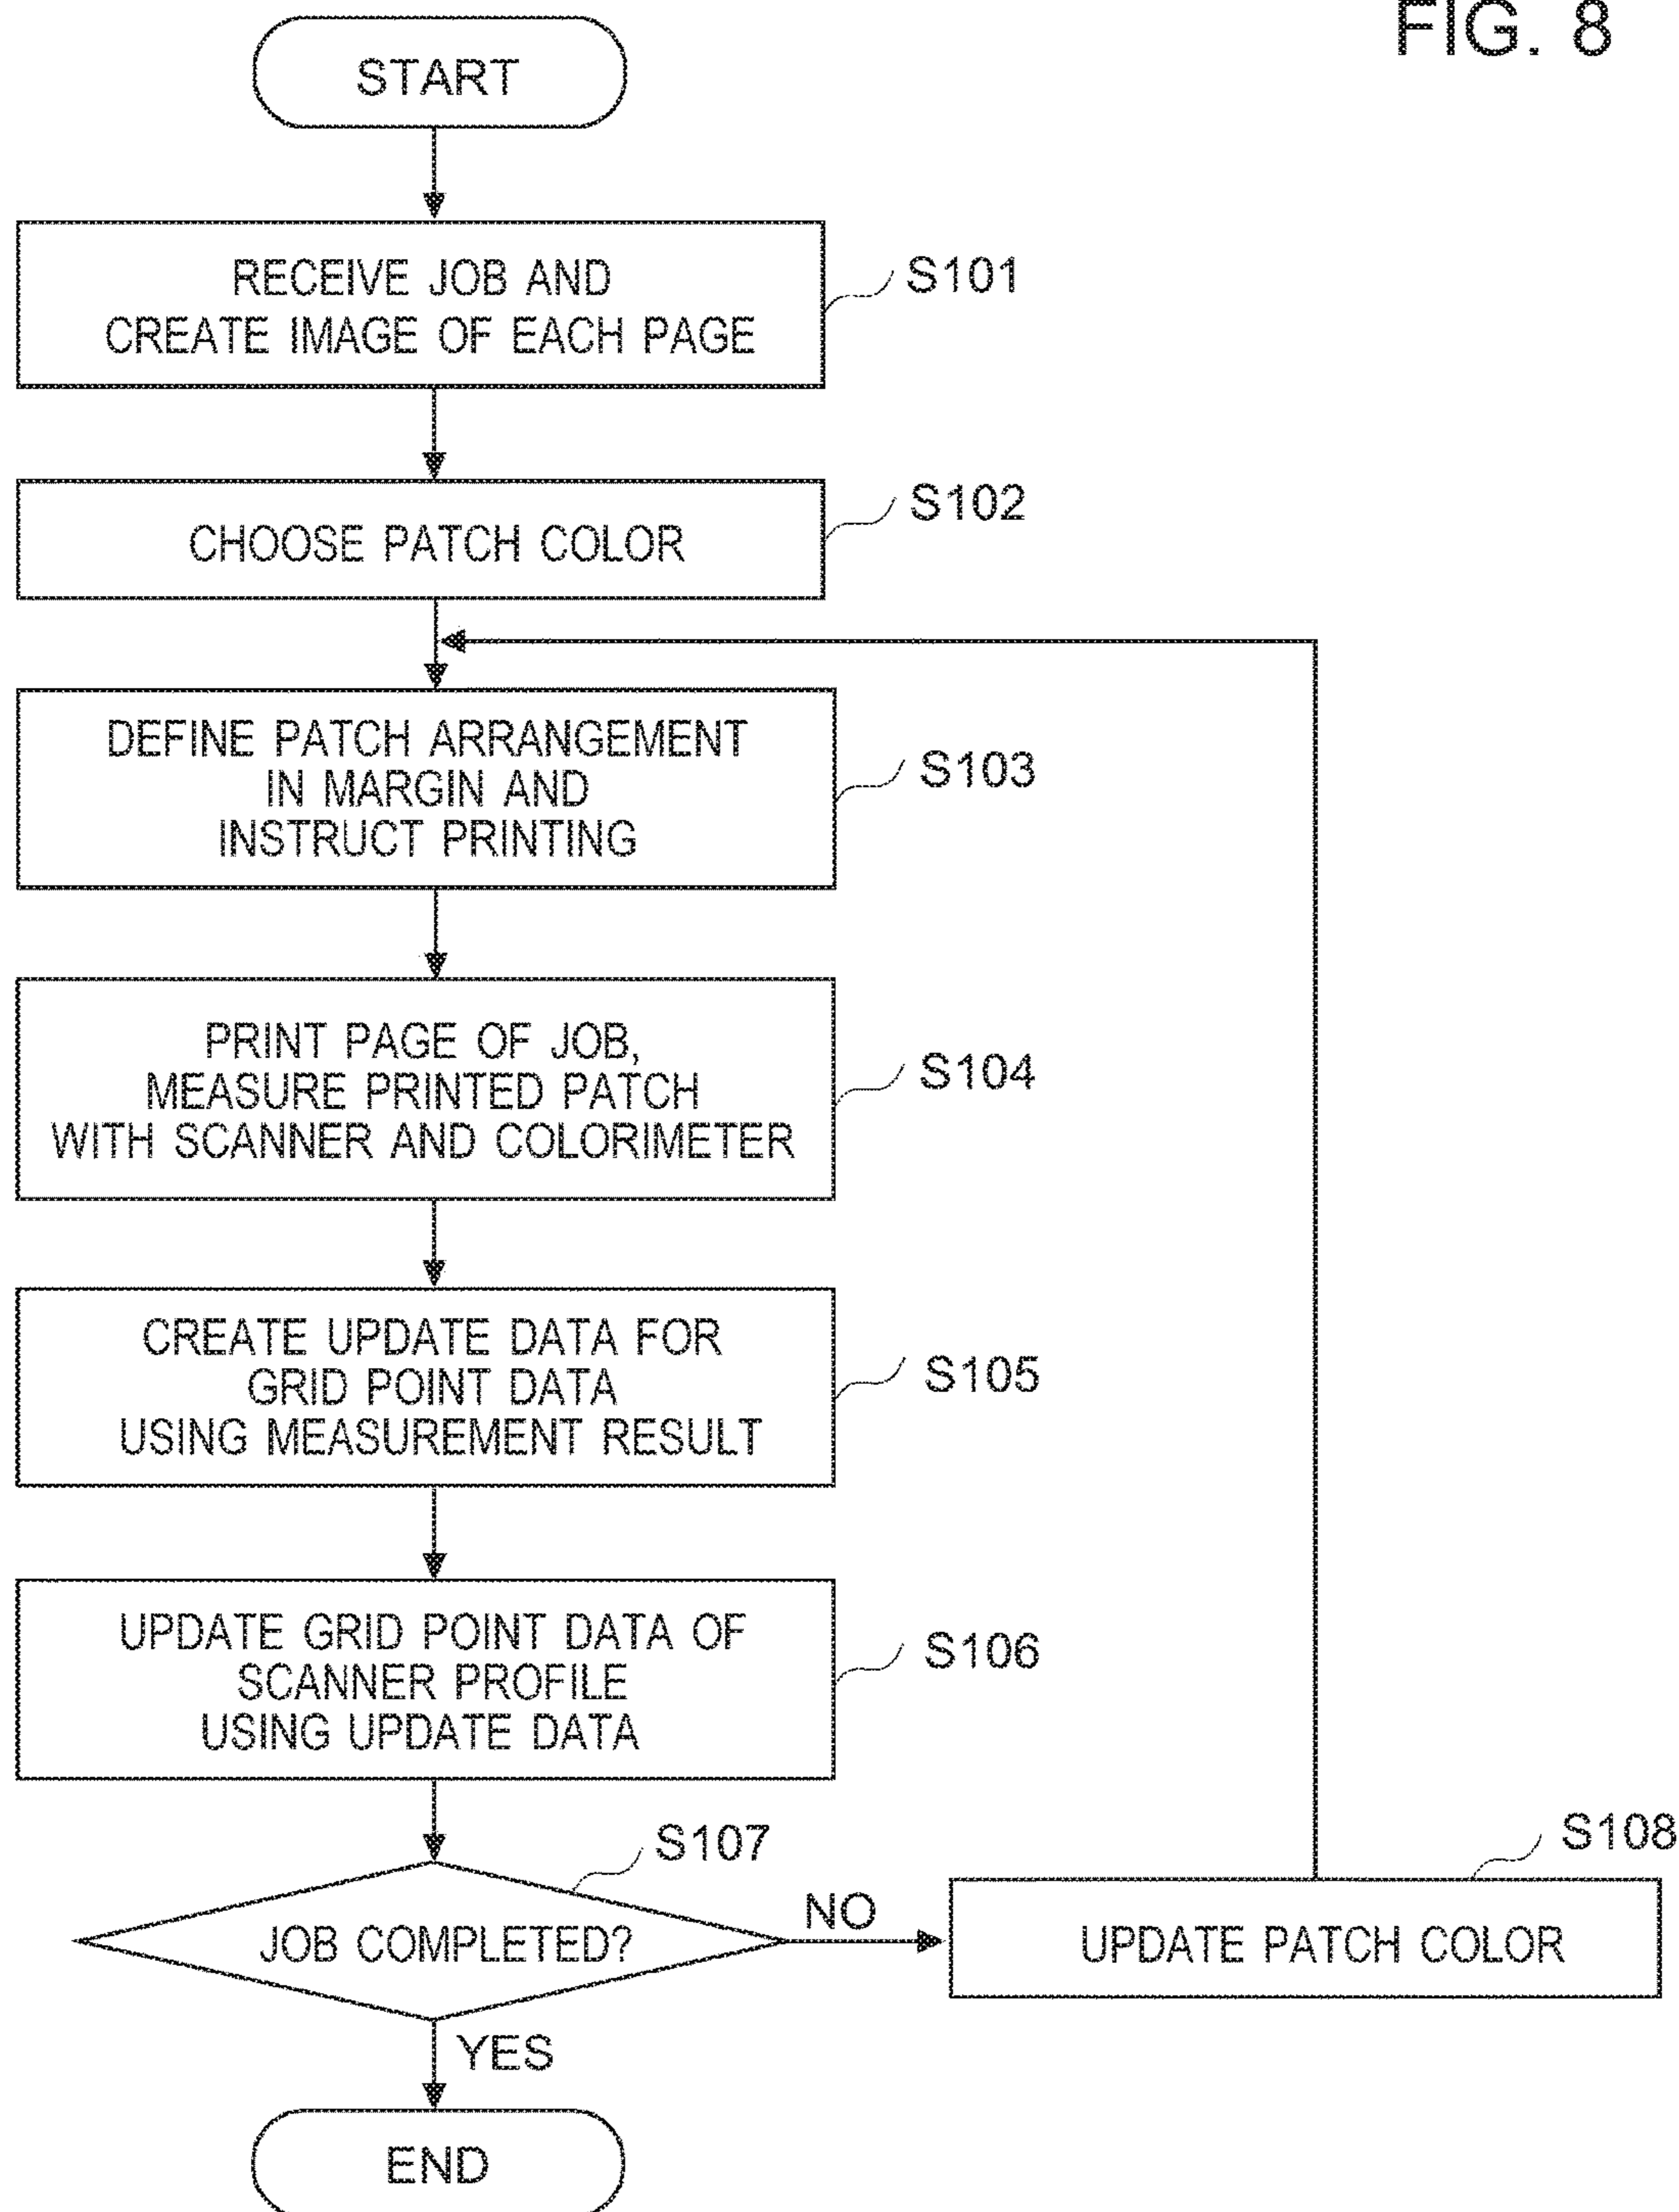 FIG. 8
START
RECEIVE JOB AND
CREATE IMAGE OF EACH PAGE
S101
CHOOSE PATCH COLOR
S102
DEFINE PATCH ARRANGEMENT
IN MARGIN AND
INSTRUCT PRINTING
S103
PRINT PAGE OF JOB,
MEASURE PRINTED PATCH
WITH SCANNER AND COLORIMETER
S104
CREATE UPDATE DATA FOR
GRID POINT DATA
USING MEASUREMENT RESULT
S105
UPDATE GRID POINT DATA OF
SCANNER PROFILE
USING UPDATE DATA
S106
S107
JOB COMPLETED?
NO
S108
UPDATE PATCH COLOR
YES
END